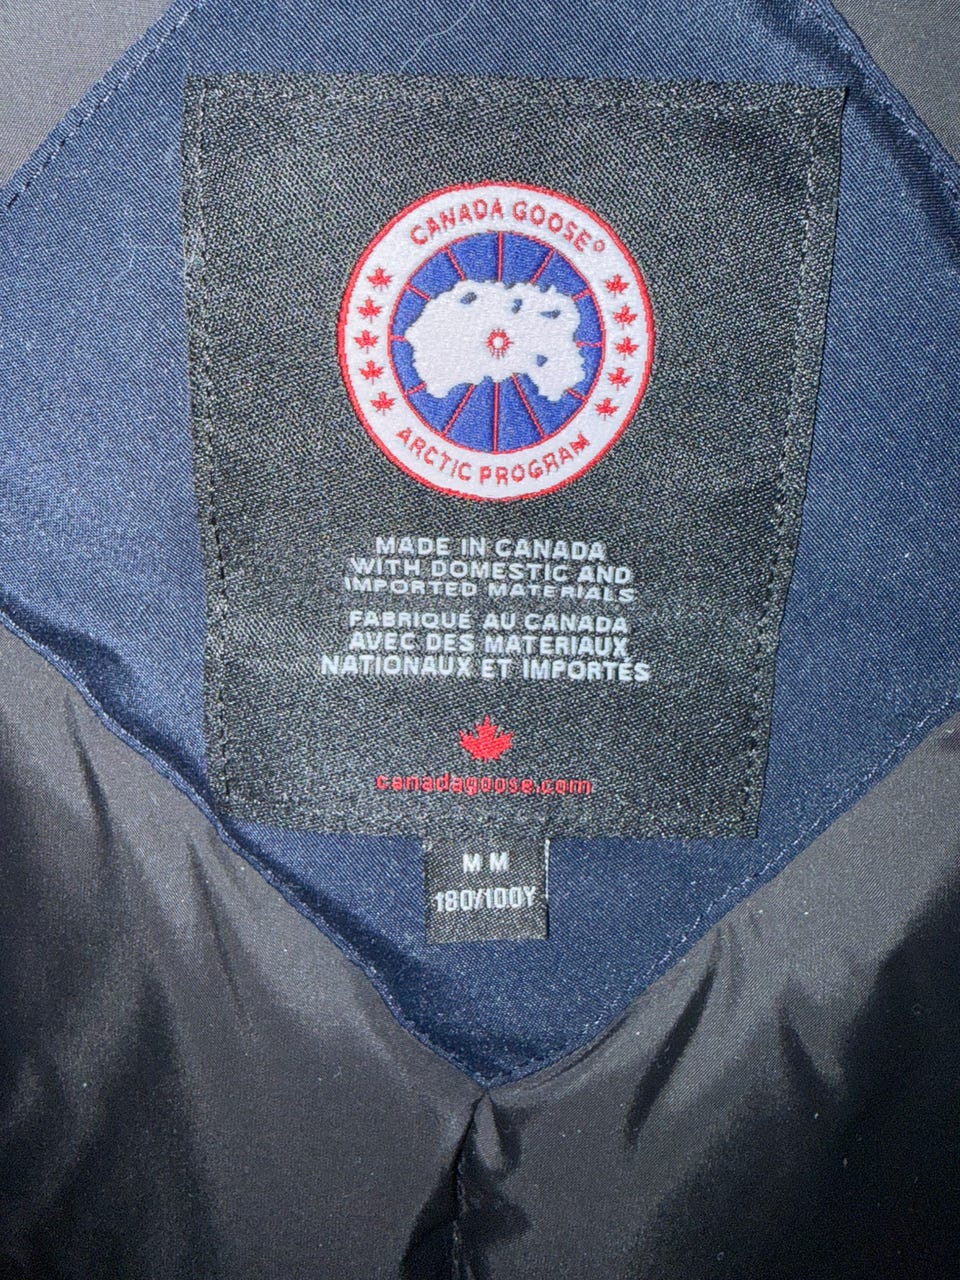 CANADA GOOSE®
ARCTIC PROGRAM
MADE IN CANADA
WITH DOMESTIC AND
IMPORTED MATERIALS
FABRIQUÉ AU CANADA
AVEC DES MATERIAUX
NATIONAUX ET IMPORTÉS
canadagoose.com
M M
180/100Y